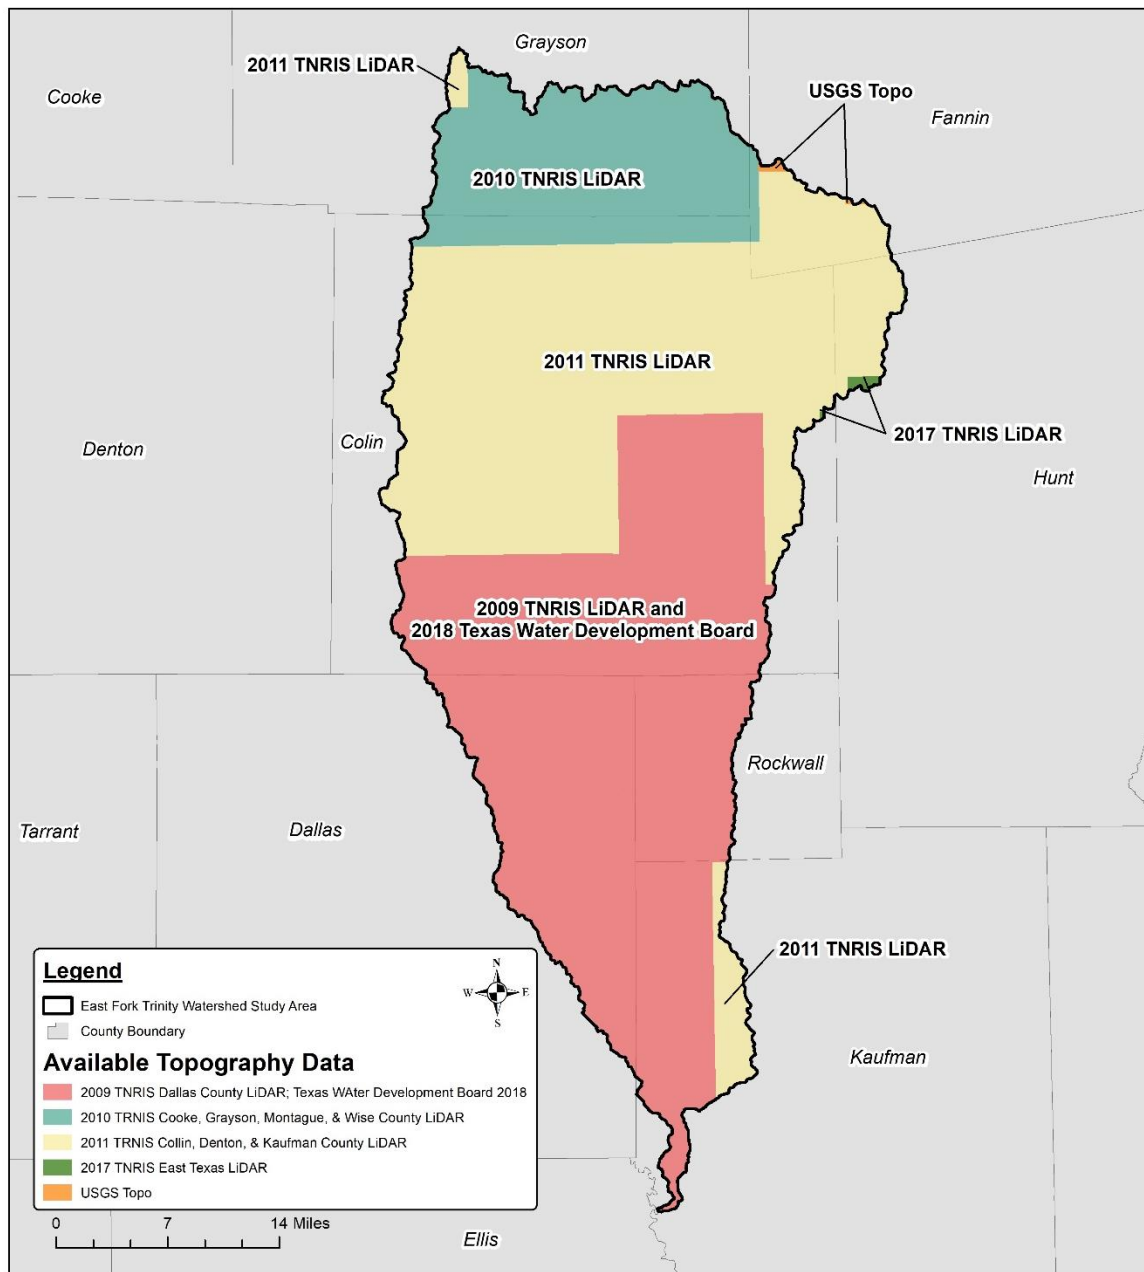 Grayson
2011 TNRIS LiDAR
Cooke
USGS Topo
Fannin
2010 TNRIS LiDAR
2011 TNRIS LiDAR
Denton
Colin
2017 TNRIS LiDAR
Hunt
2009 TNRIS LiDAR and
2018 Texas Water Development Board
Rockwall
Tarrant
Dallas
2011 TNRIS LiDAR
Kaufman
Legend
N
W
E
S
East Fork Trinity Watershed Study Area
County Boundary
Available Topography Data
2009 TNRIS Dallas County LiDAR; Texas WAter Development Board 2018
2010 TRNIS Cooke, Grayson, Montague, & Wise County LiDAR
2011 TRNIS Collin, Denton, & Kaufman County LiDAR
2017 TNRIS East Texas LiDAR
USGS Topo
0 7 14 Miles
Ellis